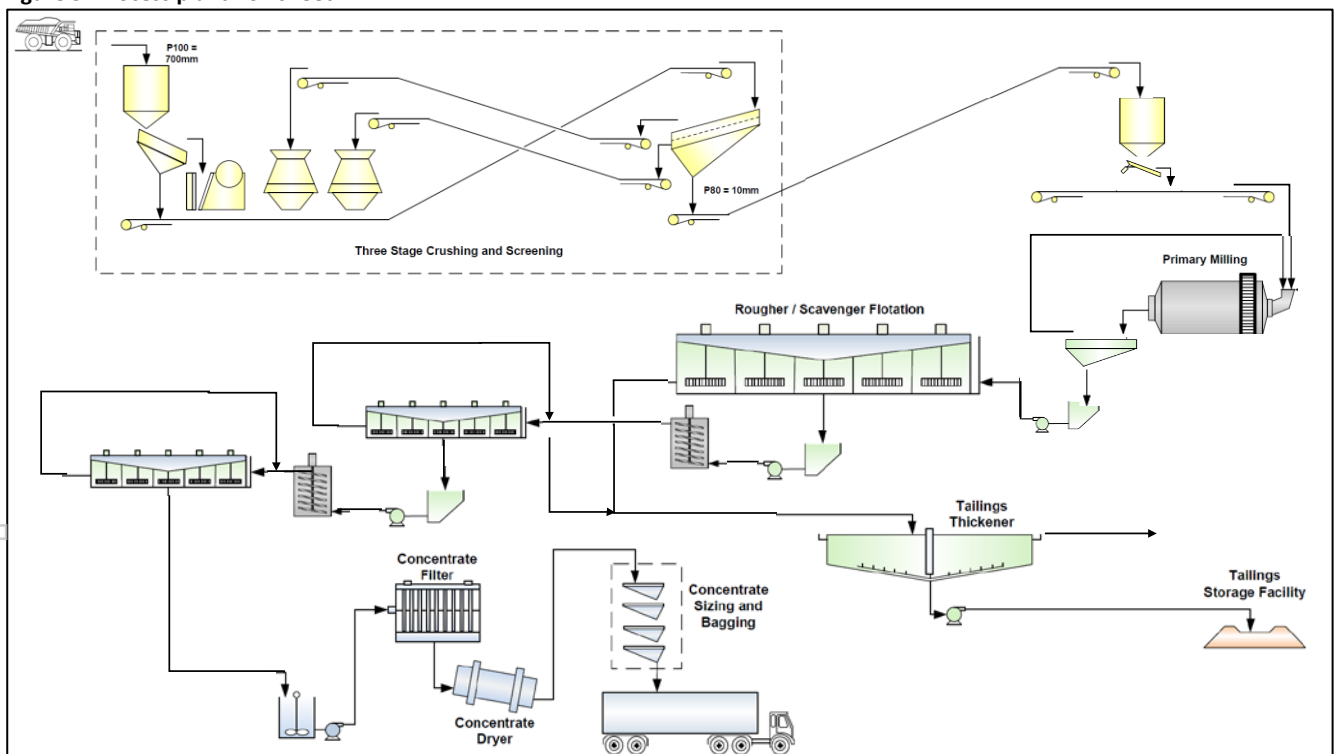 P100 =
700mm
P80 = 10mm
Three Stage Crushing and Screening
Primary Milling
Rougher / Scavenger Flotation
Tailings
Thickener
Concentrate
Filter
Concentrate
Sizing and
Bagging
Tailings
Storage Facility
Concentrate
Dryer